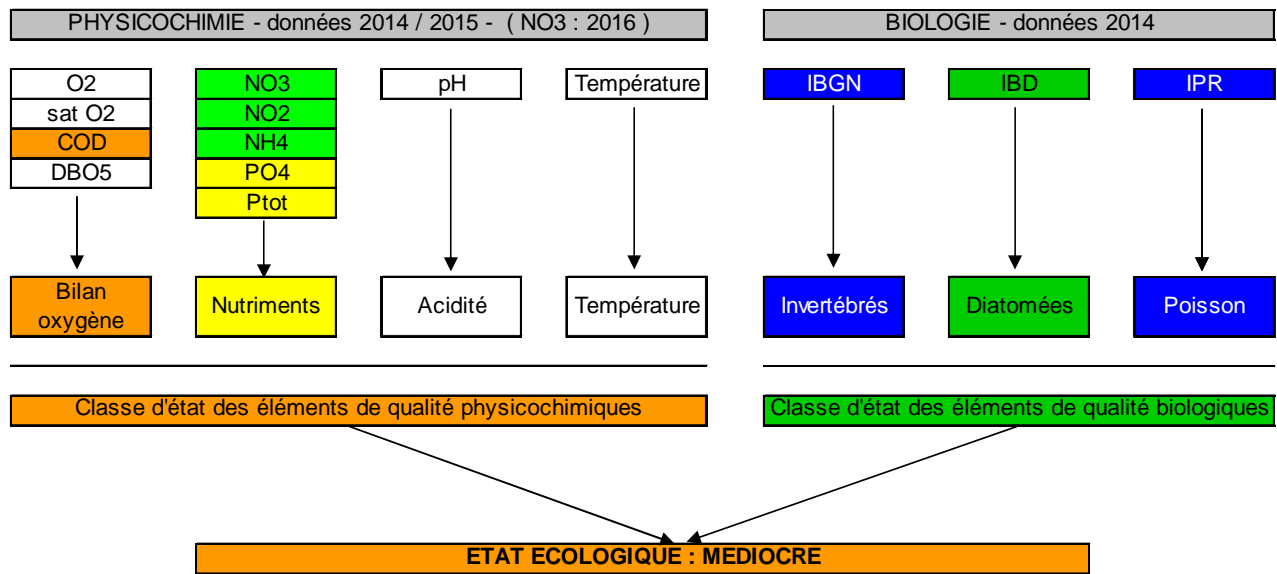 PHYSICOCHIMIE - données 2014 / 2015 - ( NO3 : 2016 )
BIOLOGIE - données 2014
O2
sat O2
COD
DBO5
NO3
NO2
NH4
PO4
Ptot
pH
Température
IBGN
IBD
IPR
Bilan
oxygène
Nutriments
Acidité
Température
Invertébrés
Diatomées
Poisson
Classe d'état des éléments de qualité physicochimiques
Classe d'état des éléments de qualité biologiques
ETAT ECOLOGIQUE : MEDIOCRE